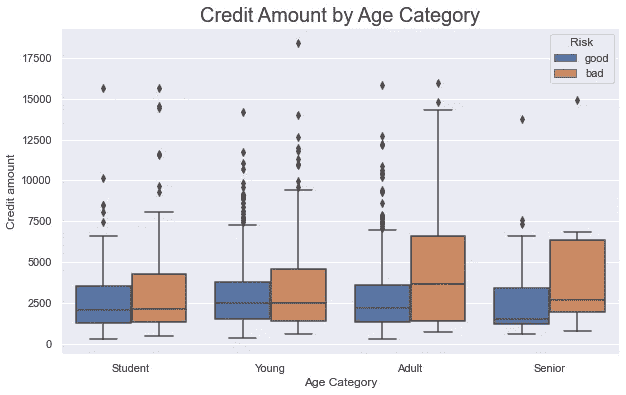 Credit Amount by Age Category
Risk
good
bad
17500
15000
12500
10000
7500
5000
2500
0
Credit amount
Student Young Adult Senior
Age Category